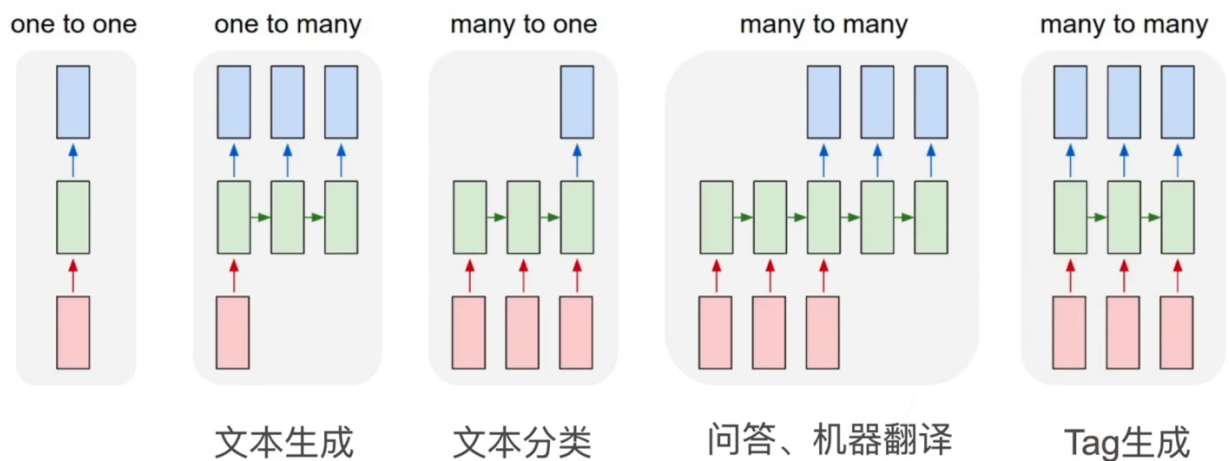 one to one
one to many
many to one
many to many
many to many
文本生成
文本分类
问答、机器翻译
Tag生成